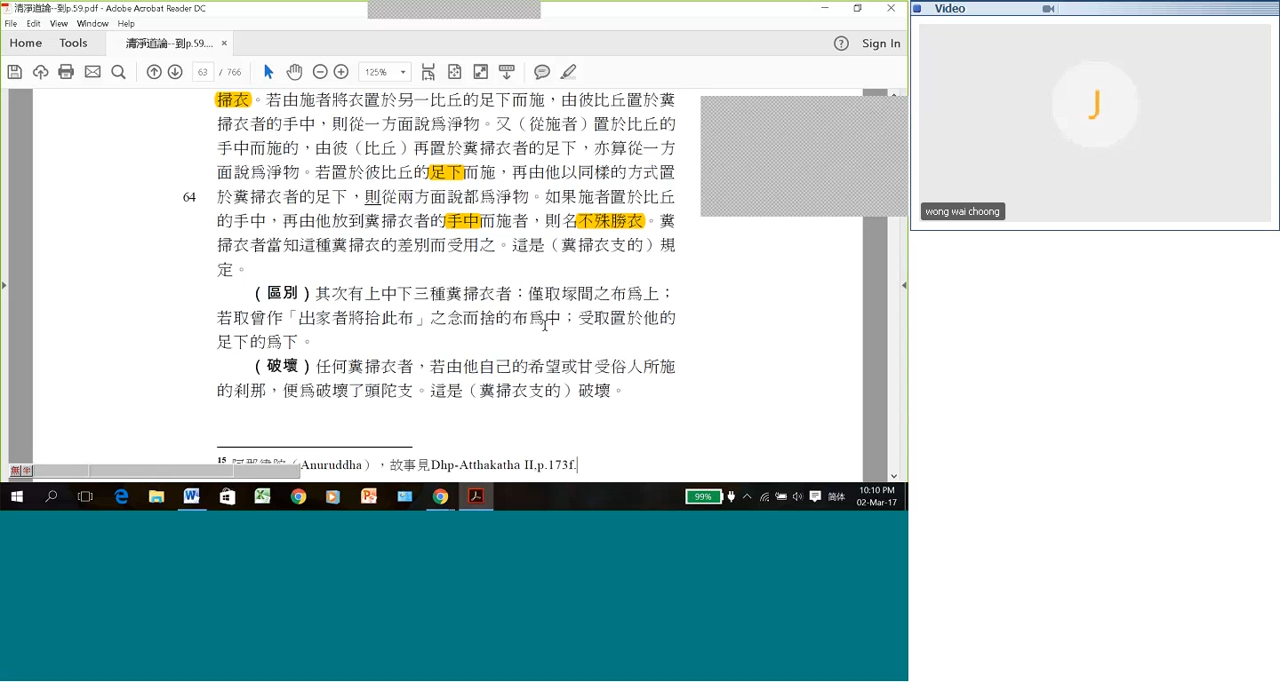 清淨道論--到p.59.pdf - Adobe Acrobat Reader DC
File Edit View Window Help
Home Tools 清淨道論--到p.59.... × Sign In
63 / 766 125%
掃衣。若由施者將衣置於另一比丘的足下而施，由彼比丘置於糞
掃衣者的手中，則從一方面說爲淨物。又（從施者）置於比丘的
手中而施的，由彼（比丘）再置於糞掃衣者的足下，亦算從一方
面說爲淨物。若置於彼比丘的足下而施，再由他以同樣的方式置
64 於糞掃衣者的足下，則從兩方面說都爲淨物。如果施者置於比丘
的手中，再由他放到糞掃衣者的手中而施者，則名不殊勝衣。糞
掃衣者當知這種糞掃衣的差別而受用之。這是（糞掃衣支的）規
定。
（區別）其次有上中下三種糞掃衣者：僅取塚間之布爲上；
若取曾作「出家者將拾此布」之念而捨的布爲中；受取置於他的
足下的爲下。
（破壞）任何糞掃衣者，若由他自己的希望或甘受俗人所施
的剎那，便爲破壞了頭陀支。這是（糞掃衣支的）破壞。
15 阿那律陀（Anuruddha），故事見Dhp-Atthakatha II,p.173f.
99% 简体 10:10 PM
02-Mar-17
Video
J
wong wai choong